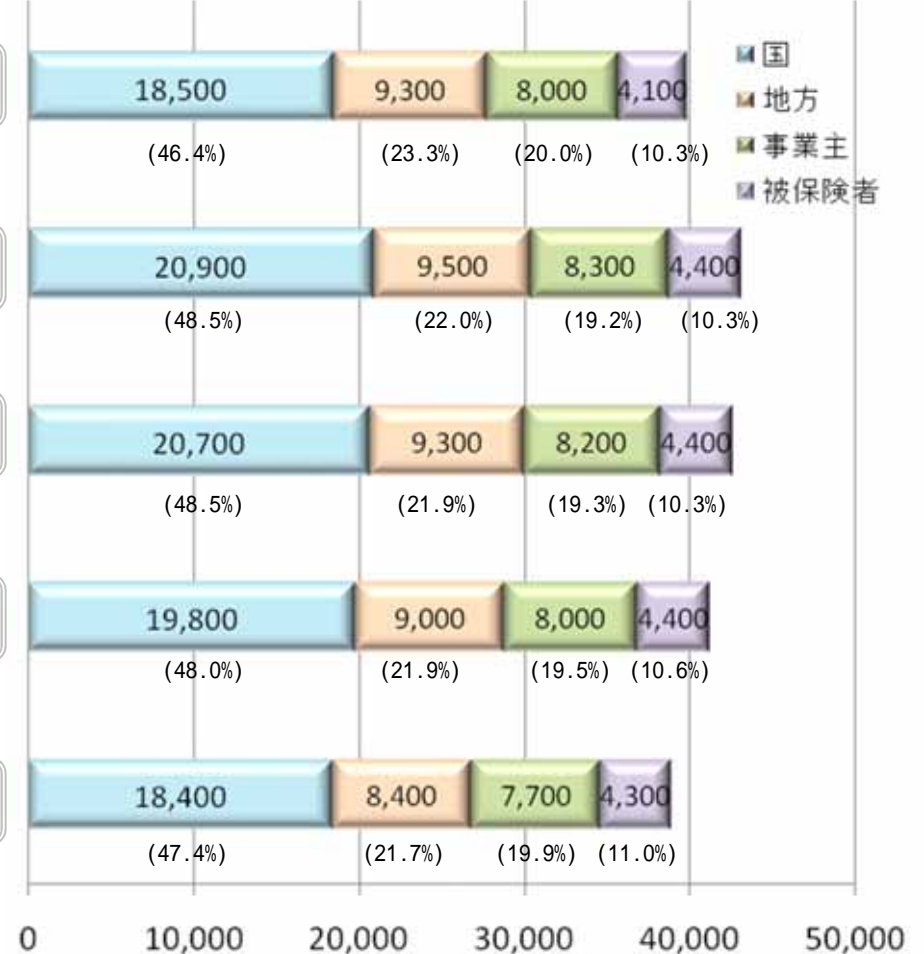 国
地方
事業主
被保険者
18,500 9,300 8,000 4,100
(46.4%) (23.3%) (20.0%) (10.3%)
20,900 9,500 8,300 4,400
(48.5%) (22.0%) (19.2%) (10.3%)
20,700 9,300 8,200 4,400
(48.5%) (21.9%) (19.3%) (10.3%)
19,800 9,000 8,000 4,400
(48.0%) (21.9%) (19.5%) (10.6%)
18,400 8,400 7,700 4,300
(47.4%) (21.7%) (19.9%) (11.0%)
0 10,000 20,000 30,000 40,000 50,000